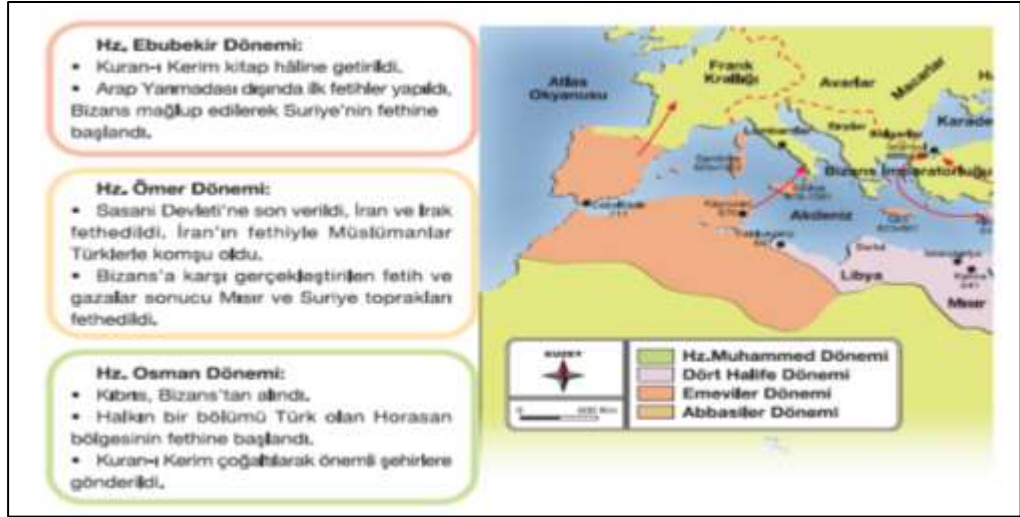 Hz. Ebubekir Dönemi:
• Kuran-ı Kerim kitap hâline getirildi.
• Arap Yarımadası dışında ilk fetihler yapıldı,
Bizans mağlup edilerek Suriye'nin fethine
başlandı.
Hz. Ömer Dönemi:
• Sasani Devleti'ne son verildi, İran ve Irak
fethedildi. İran'ın fethiyle Müslümanlar
Türklerle komşu oldu.
• Bizans'a karşı gerçekleştirilen fetih ve
gazalar sonucu Mısır ve Suriye toprakları
fethedildi.
Hz. Osman Dönemi:
• Kıbrıs, Bizans'tan alındı.
• Halkın bir bölümü Türk olan Horasan
bölgesinin fethine başlandı.
• Kuran-ı Kerim çoğaltılarak önemli şehirlere
gönderildi.
Atlas
Okyanusu
Frank
Krallığı
Avarlar
Macarlar
Karade
Lombardlar
Bizans İmparatorluğu
Akdeniz
Libya
Mısır
KUZEY
0
Hz.Muhammed Dönemi
Dört Halife Dönemi
Emeviler Dönemi
Abbasiler Dönemi